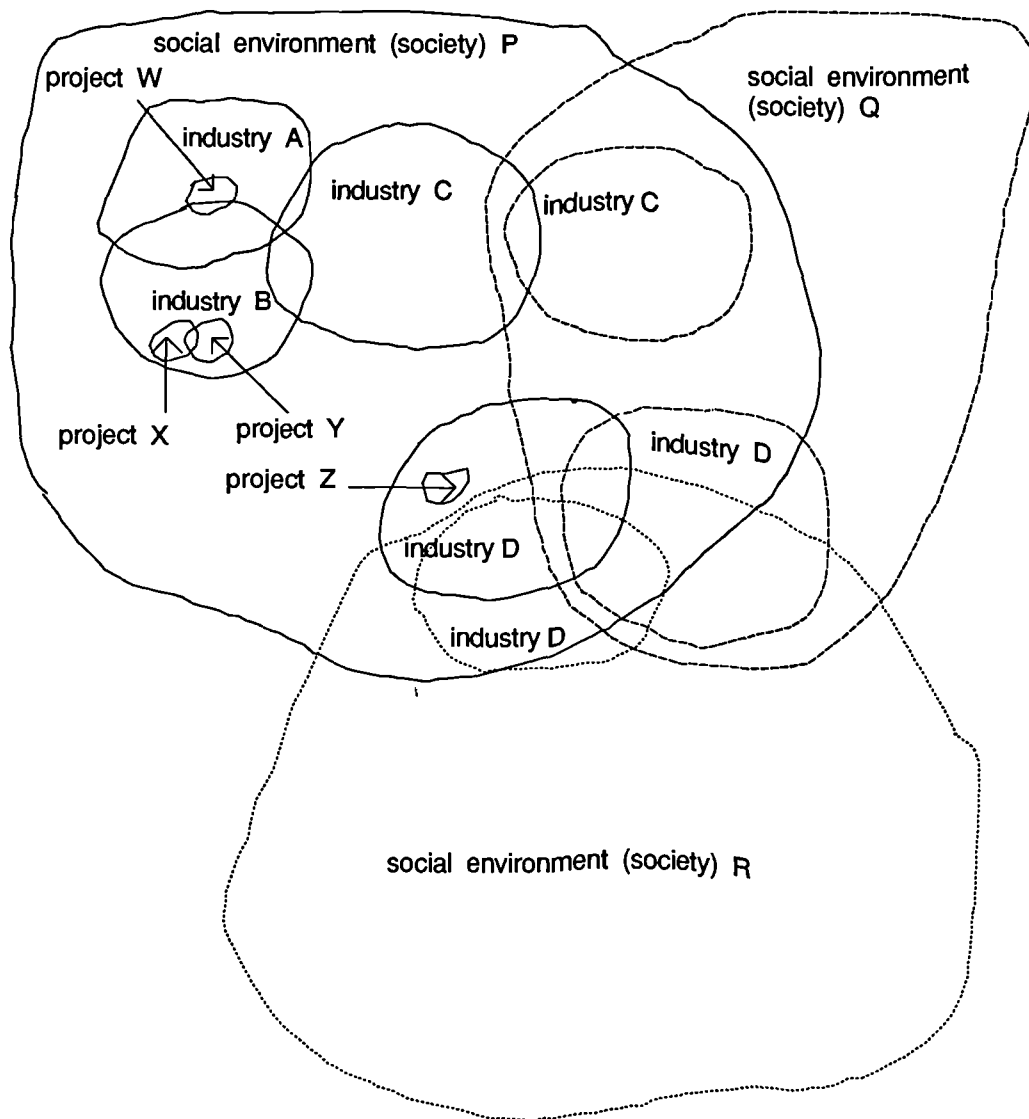 social environment (society) P
project W
social environment
(society) Q
industry A
industry C
industry C
industry B
project X
project Y
project Z
industry D
industry D
industry D
social environment (society) R